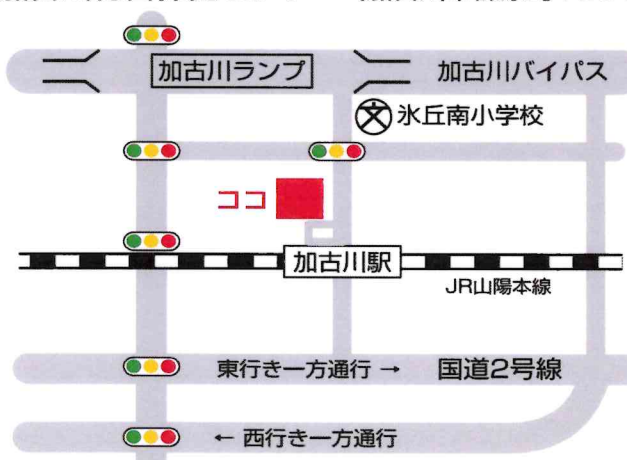 加古川ランプ
加古川バイパス
文
氷丘南小学校
ココ
加古川駅
JR山陽本線
東行き一方通行 →
国道2号線
← 西行き一方通行